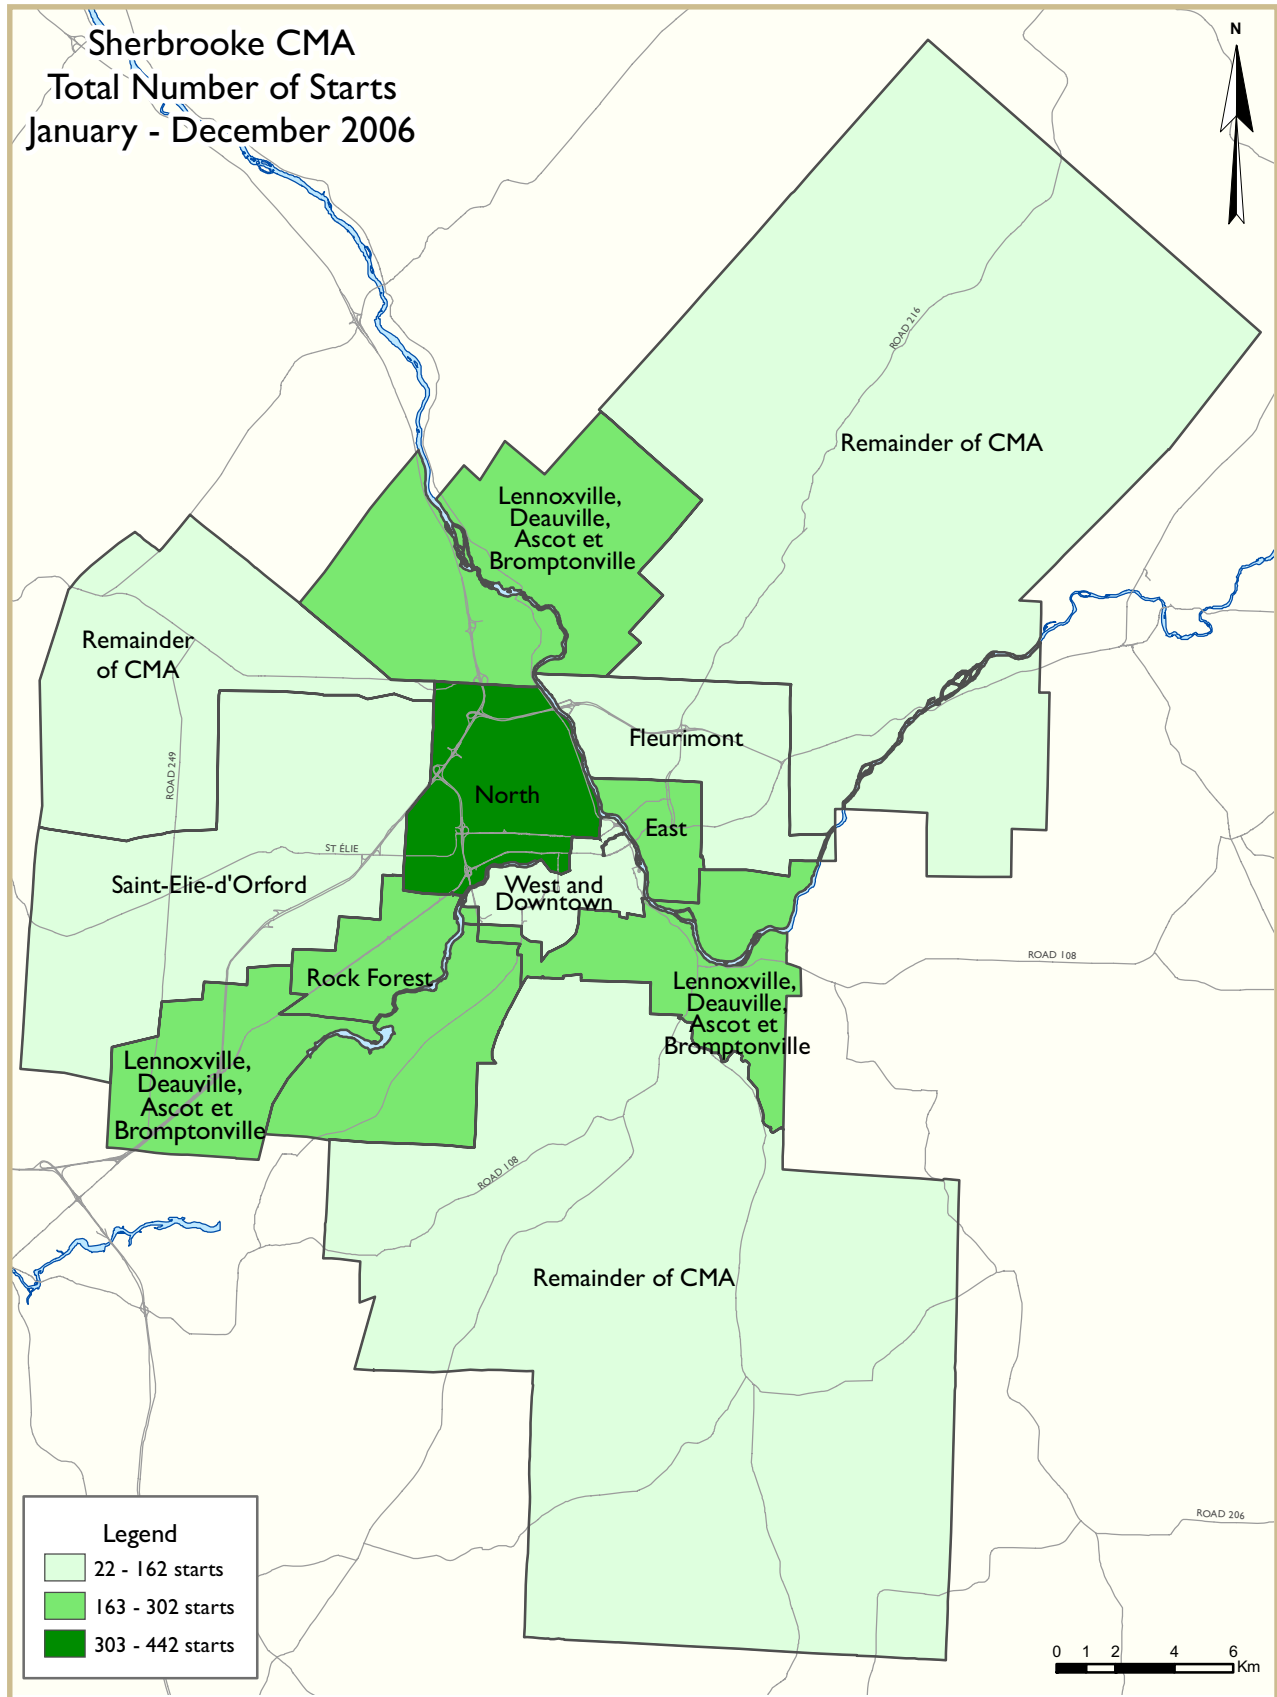 Sherbrooke CMA
Total Number of Starts
January - December 2006
N
ROAD 216
Remainder of CMA
Lennoxville,
Deauville,
Ascot et
Bromptonville
Remainder
of CMA
ROAD 249
Fleurimont
North
East
ST ÉLIE
Saint-Elie-d'Orford
West and
Downtown
ROAD 108
Rock Forest
Lennoxville,
Deauville,
Ascot et
Bromptonville
Lennoxville,
Deauville,
Ascot et
Bromptonville
ROAD 108
Remainder of CMA
ROAD 206
Legend
22 - 162 starts
163 - 302 starts
303 - 442 starts
0 1 2 4 6
Km